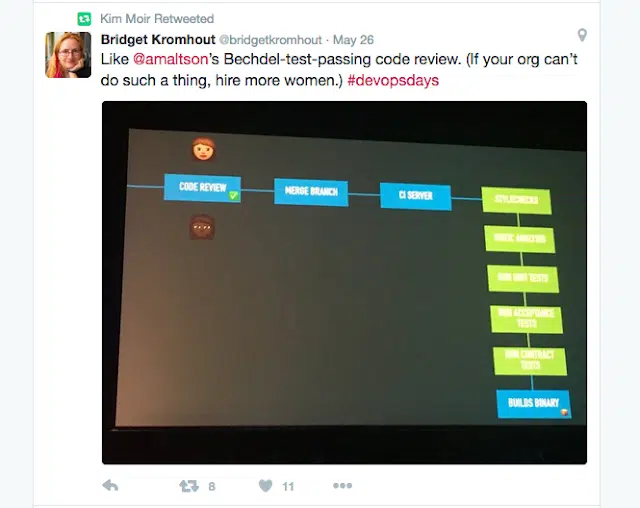 Kim Moir Retweeted
Bridget Kromhout @bridgetkromhout · May 26
Like @amaltson's Bechdel-test-passing code review. (If your org can't
do such a thing, hire more women.) #devopsdays
CODE REVIEW
MERGE BRANCH
CI SERVER
STYLECHECKS
STATIC ANALYSIS
RUN UNIT TESTS
RUN ACCEPTANCE
TESTS
RUN CONTRACT
TESTS
BUILDS BINARY
8
11